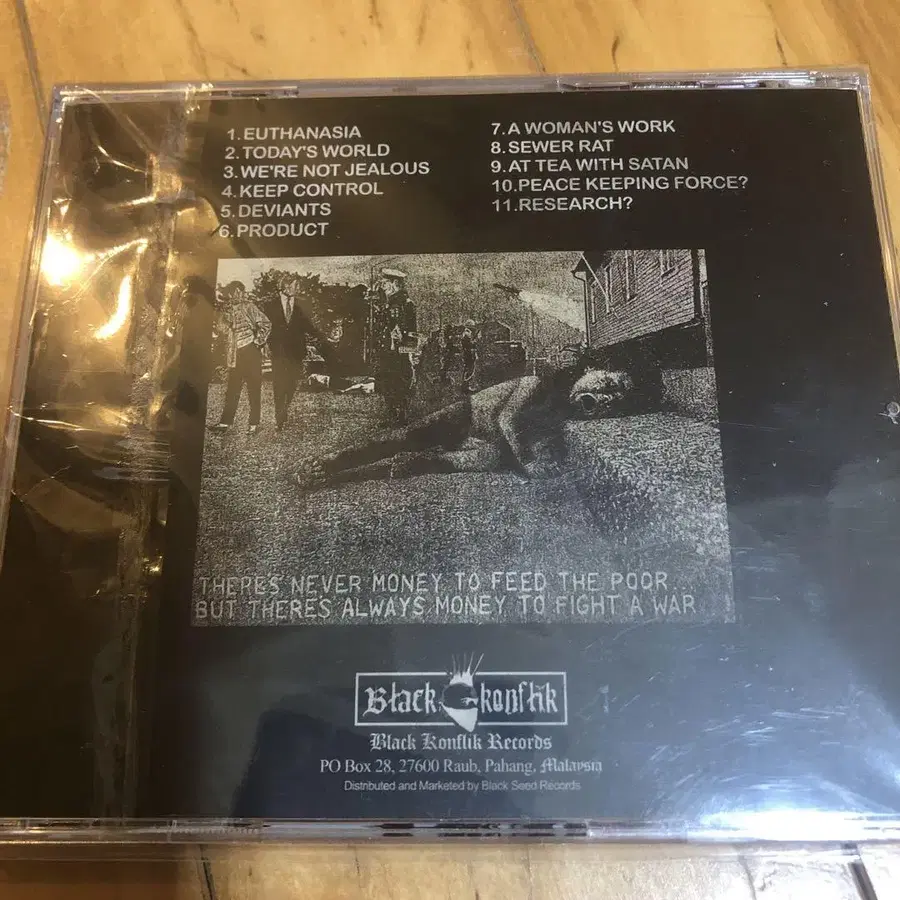 1.EUTHANASIA
2.TODAY'S WORLD
3.WE'RE NOT JEALOUS
4.KEEP CONTROL
5.DEVIANTS
6.PRODUCT
7.A WOMAN'S WORK
8.SEWER RAT
9.AT TEA WITH SATAN
10.PEACE KEEPING FORCE?
11.RESEARCH?
THERE'S NEVER MONEY TO FEED THE POOR...
BUT THERE'S ALWAYS MONEY TO FIGHT A WAR
Black konflik
Black Konflik Records
PO Box 28, 27600 Raub, Pahang, Malaysia
Distributed and Marketed by Black Seed Records